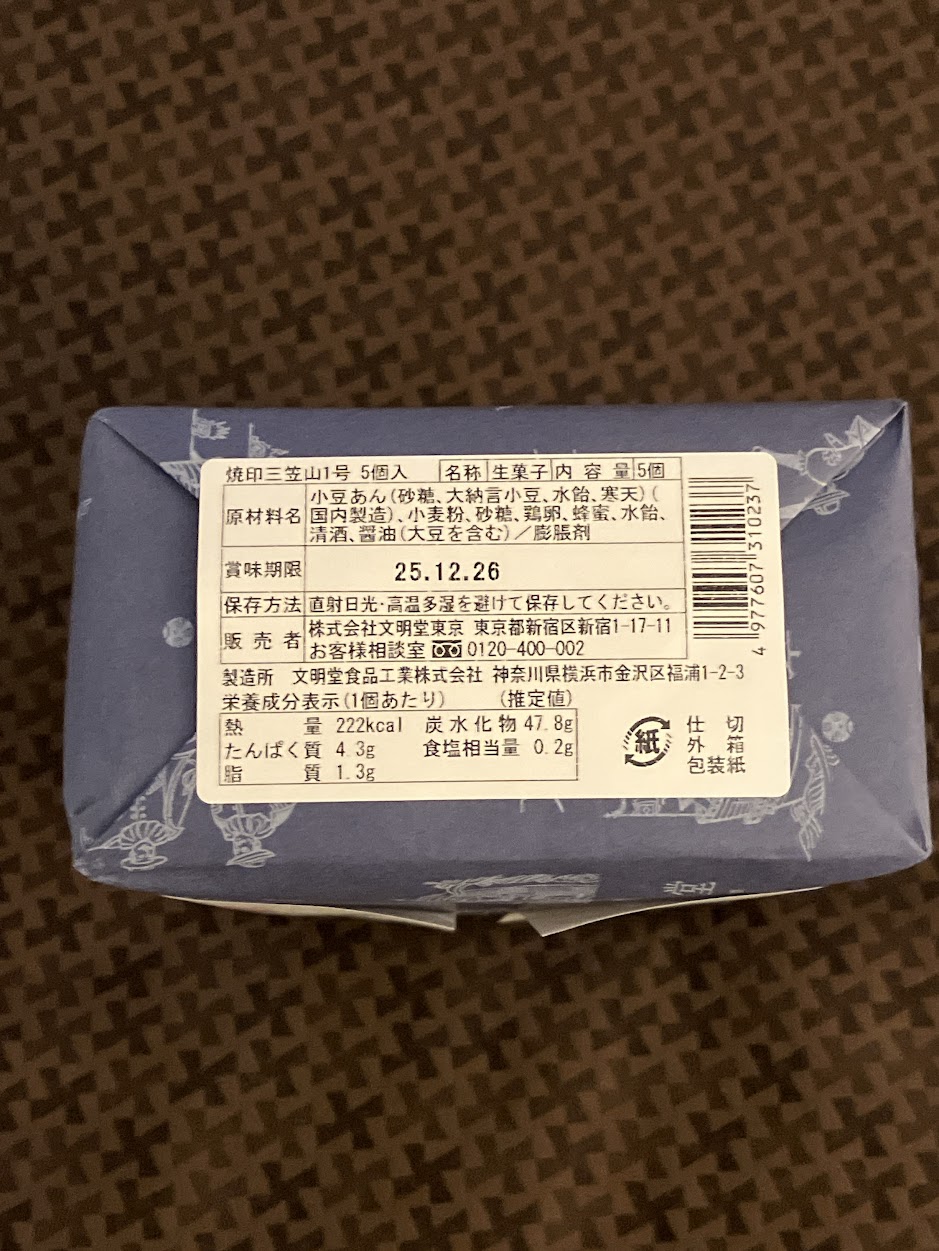 焼印三笠山1号 5個入 名称 生菓子 内容量 5個
原材料名 小豆あん(砂糖、大納言小豆、水飴、寒天)(
国内製造)、小麦粉、砂糖、鶏卵、蜂蜜、水飴、
清酒、醤油(大豆を含む)／膨脹剤
賞味期限 25.12.26
保存方法 直射日光・高温多湿を避けて保存してください。
販売者 株式会社文明堂東京 東京都新宿区新宿1-17-11
お客様相談室 0120-400-002
製造所 文明堂食品工業株式会社 神奈川県横浜市金沢区福浦1-2-3
栄養成分表示(1個あたり) (推定値)
熱量 222kcal 炭水化物 47.8g
たんぱく質 4.3g 食塩相当量 0.2g
脂質 1.3g
紙
仕切
外箱
包装紙
4 977607 310237
堂